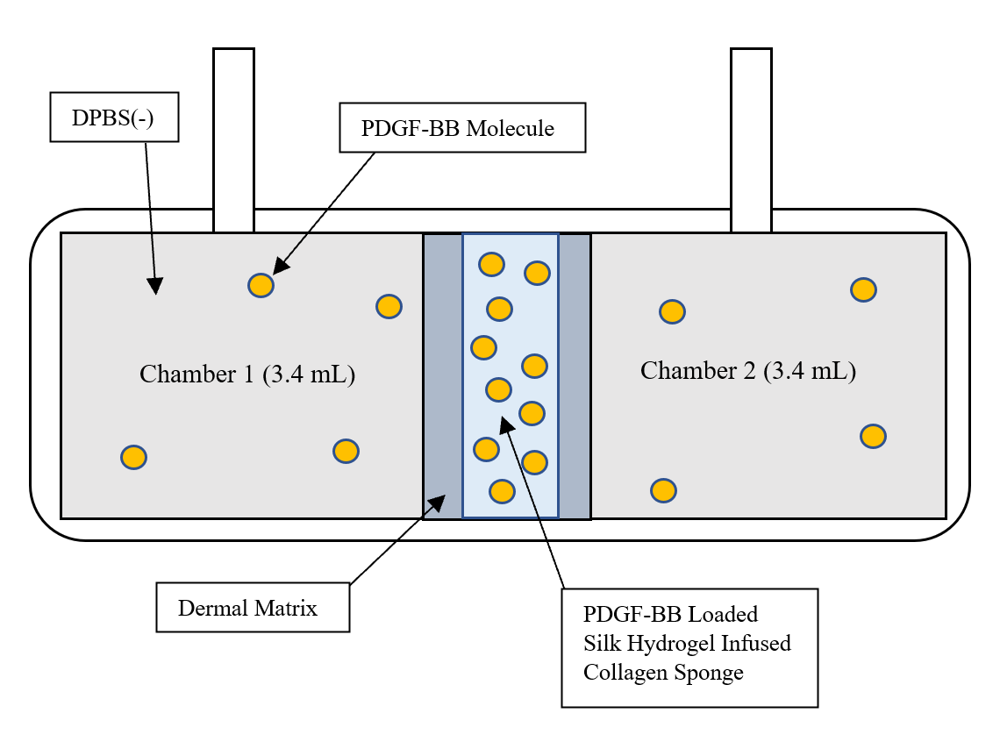 DPBS(-)
PDGF-BB Molecule
Chamber 1 (3.4 mL)
Chamber 2 (3.4 mL)
Dermal Matrix
PDGF-BB Loaded
Silk Hydrogel Infused
Collagen Sponge